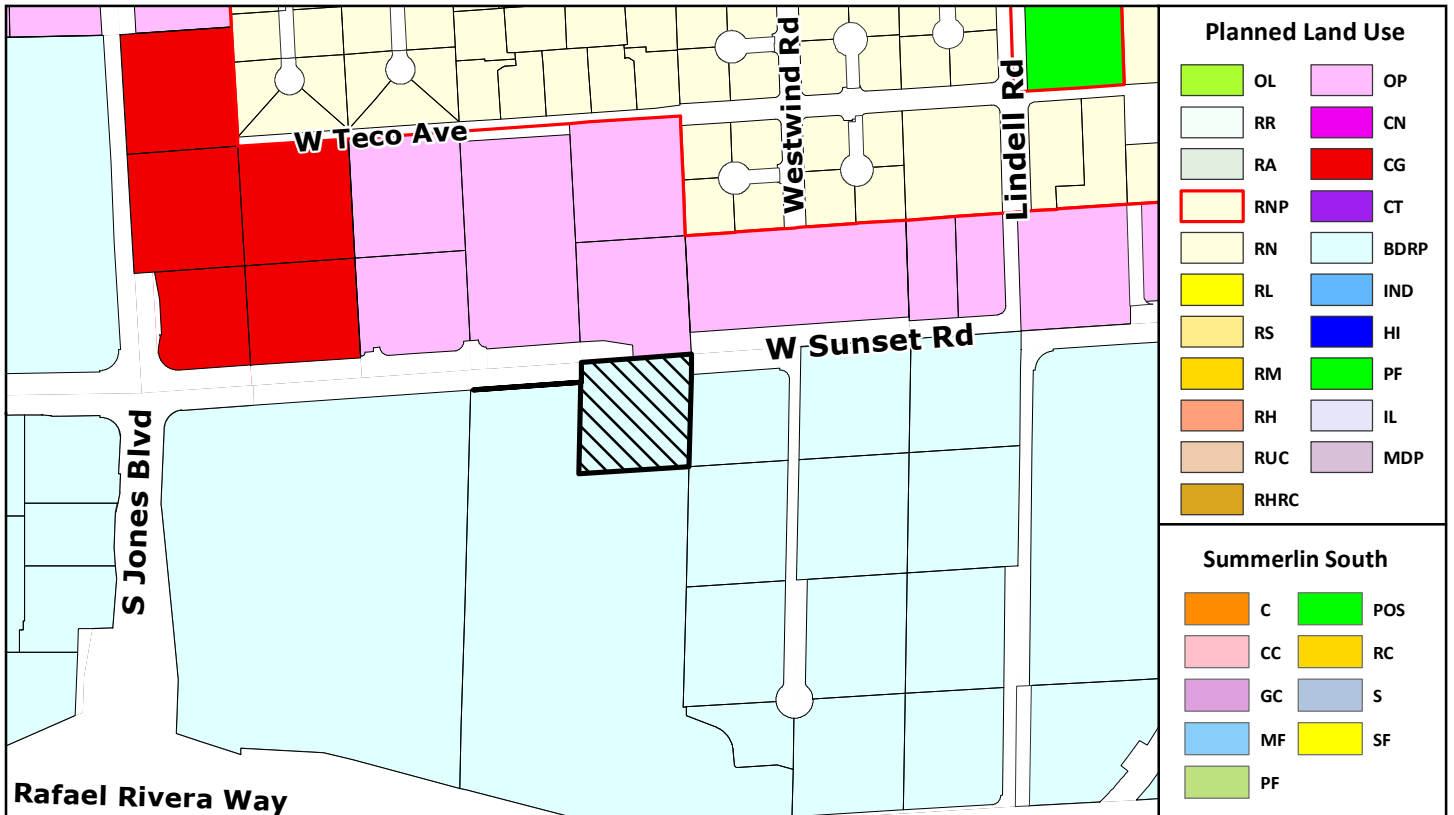 Westwind Rd
Lindell Rd
W Teco Ave
W Sunset Rd
S Jones Blvd
Rafael Rivera Way
Planned Land Use
OL OP
RR CN
RA CG
RNP CT
RN BDRP
RL IND
RS HI
RM PF
RH IL
RUC MDP
RHRC
Summerlin South
C POS
CC RC
GC S
MF SF
PF